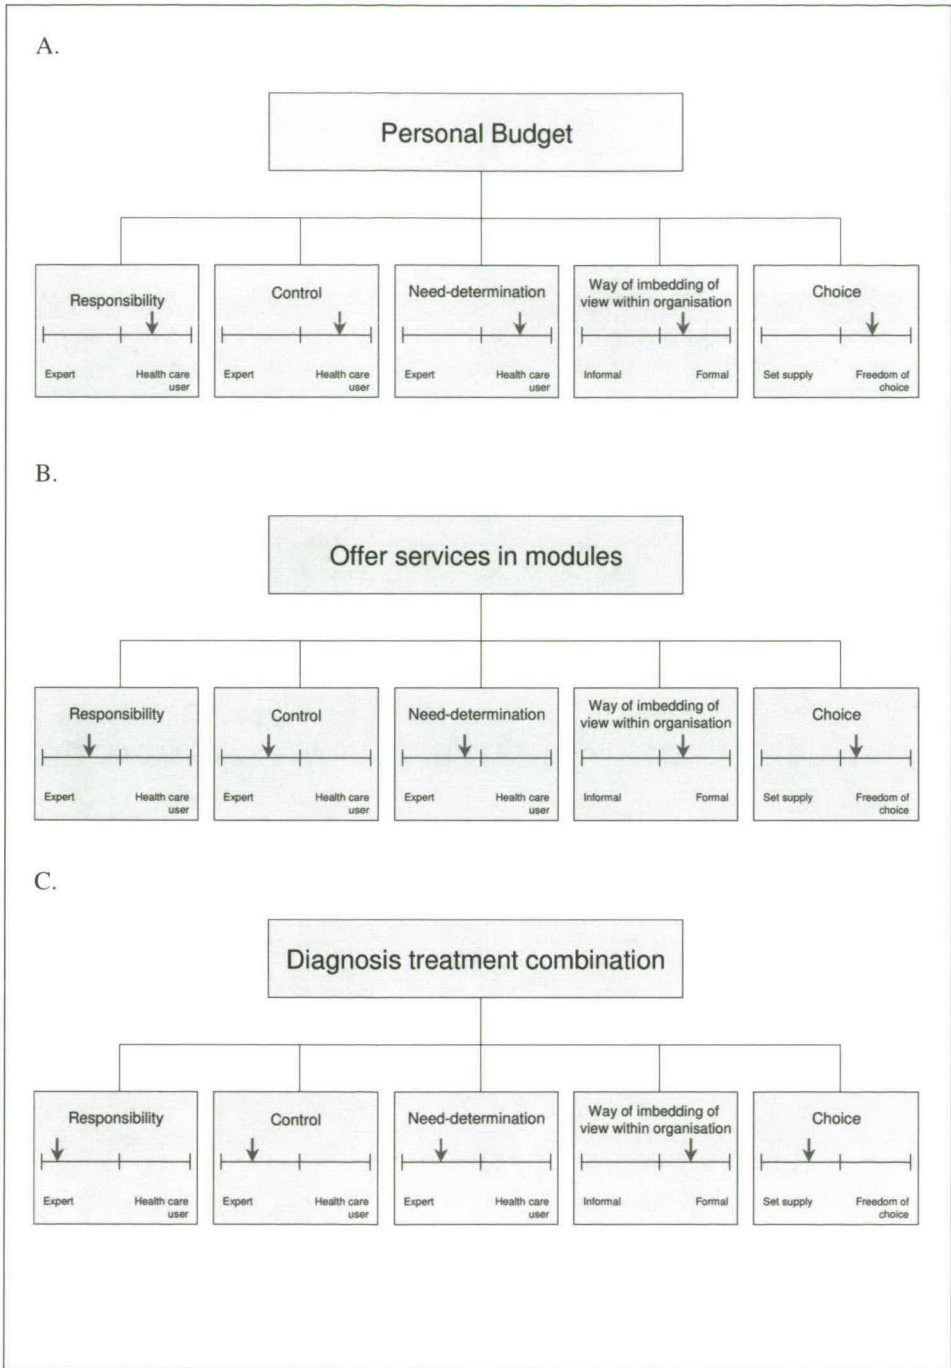 A.
Personal Budget
Responsibility
Expert
Health care
user
Control
Expert
Health care
user
Need-determination
Expert
Health care
user
Way of imbedding of
view within organisation
Informal
Formal
Choice
Set supply
Freedom of
choice
B.
Offer services in modules
Responsibility
Expert
Health care
user
Control
Expert
Health care
user
Need-determination
Expert
Health care
user
Way of imbedding of
view within organisation
Informal
Formal
Choice
Set supply
Freedom of
choice
C.
Diagnosis treatment combination
Responsibility
Expert
Health care
user
Control
Expert
Health care
user
Need-determination
Expert
Health care
user
Way of imbedding of
view within organisation
Informal
Formal
Choice
Set supply
Freedom of
choice